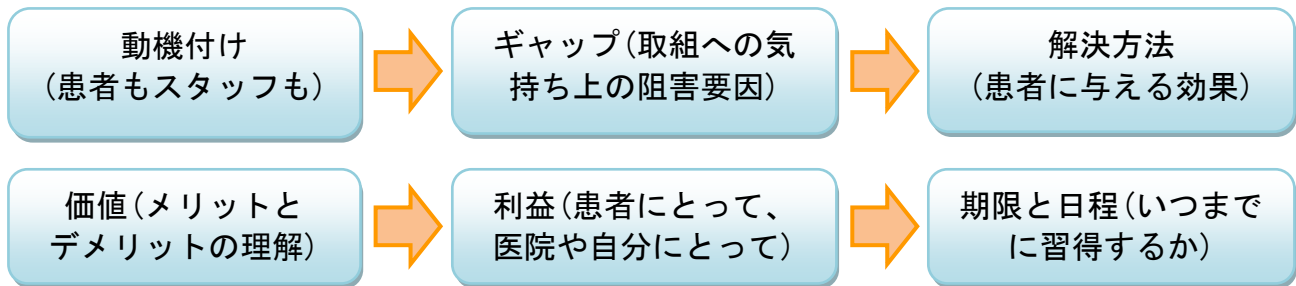 動機付け
(患者もスタッフも)
ギャップ(取組への気
持ち上の阻害要因)
解決方法
(患者に与える効果)
価値(メリットと
デメリットの理解)
利益(患者にとって、
医院や自分にとって)
期限と日程(いつまで
に習得するか)